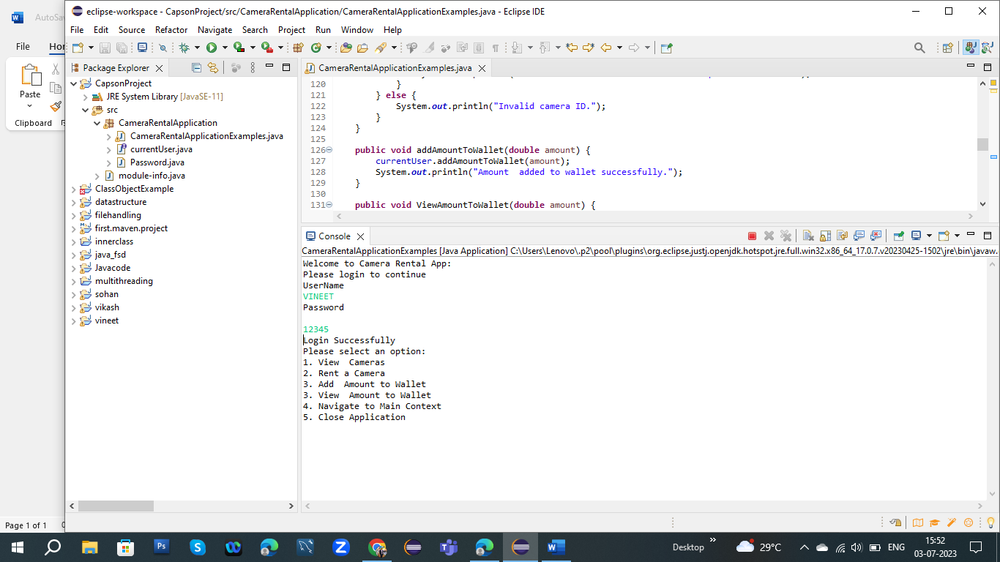 AutoSa
File
Ho
Paste
Clipboard
Page 1 of 1
eclipse-workspace - CapsonProject/src/CameraRentalApplication/CameraRentalApplicationExamples.java - Eclipse IDE
File Edit Source Refactor Navigate Search Project Run Window Help
Package Explorer
CapsonProject
JRE System Library [JavaSE-11]
src
CameraRentalApplication
CameraRentalApplicationExamples.java
currentUser.java
Password.java
module-info.java
ClassObjectExample
datastructure
filehandling
first.maven.project
innerclass
java_fsd
Javacode
multithreading
sohan
vikash
vineet
CameraRentalApplicationExamples.java
120 }
121 } else {
122 System.out.println("Invalid camera ID.");
123 }
124 }
125
126 public void addAmountToWallet(double amount) {
127 currentUser.addAmountToWallet(amount);
128 System.out.println("Amount  added to wallet successfully.");
129 }
130
131 public void ViewAmountToWallet(double amount) {
Console
CameraRentalApplicationExamples [Java Application] C:\Users\Lenovo\.p2\pool\plugins\org.eclipse.justj.openjdk.hotspot.jre.full.win32.x86_64_17.0.7.v20230425-1502\jre\bin\javaw.
Welcome to Camera Rental App:
Please login to continue
UserName
VINEET
Password
12345
Login Successfully
Please select an option:
1. View  Cameras
2. Rent a Camera
3. Add  Amount to Wallet
3. View  Amount to Wallet
4. Navigate to Main Context
5. Close Application
Desktop 29°C ENG 15:52
03-07-2023